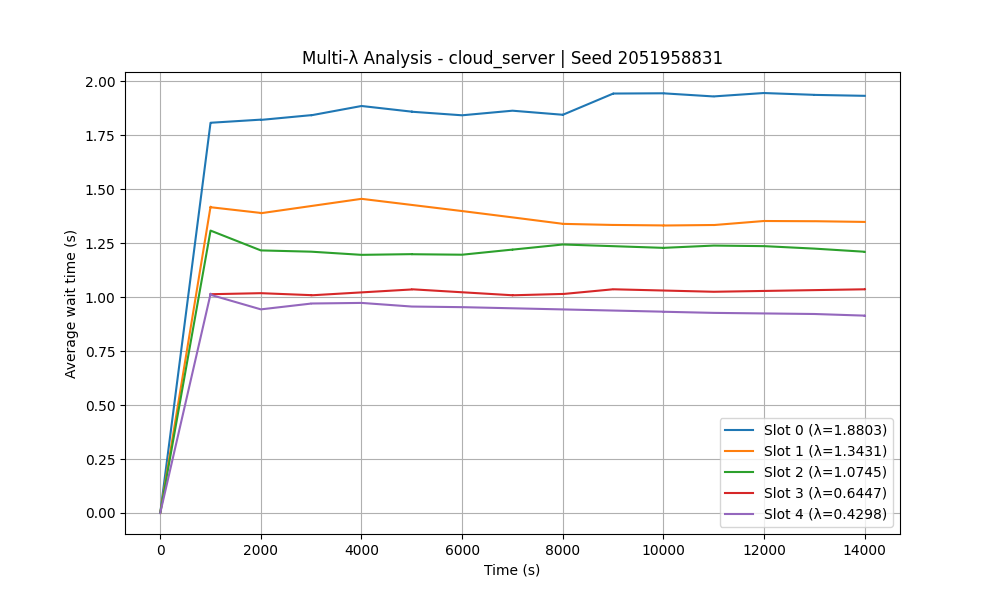 Multi-λ Analysis - cloud_server | Seed 2051958831
Average wait time (s)
2.00
1.75
1.50
1.25
1.00
0.75
0.50
0.25
0.00
0 2000 4000 6000 8000 10000 12000 14000
Time (s)
Slot 0 (λ=1.8803)
Slot 1 (λ=1.3431)
Slot 2 (λ=1.0745)
Slot 3 (λ=0.6447)
Slot 4 (λ=0.4298)